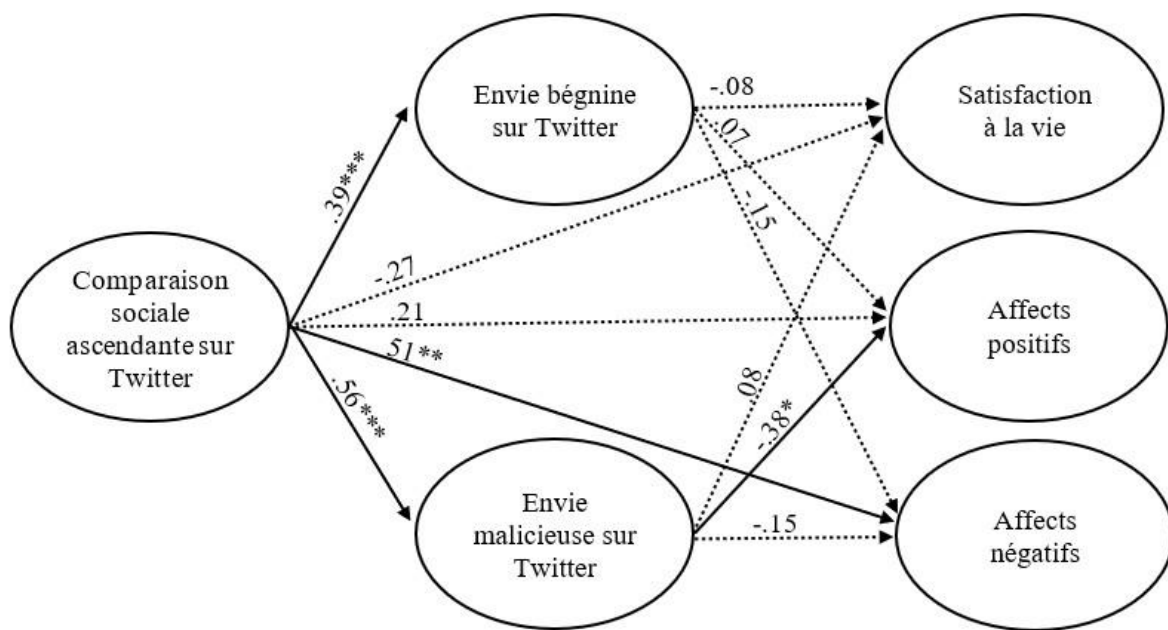 Envie bégnine
sur Twitter
Satisfaction
à la vie
-.08
.07
-.15
.39***
-.27
Comparaison
sociale
ascendante sur
Twitter
.21
Affects
positifs
.51**
.56***
.08
-.38*
Envie
malicieuse sur
Twitter
-.15
Affects
négatifs